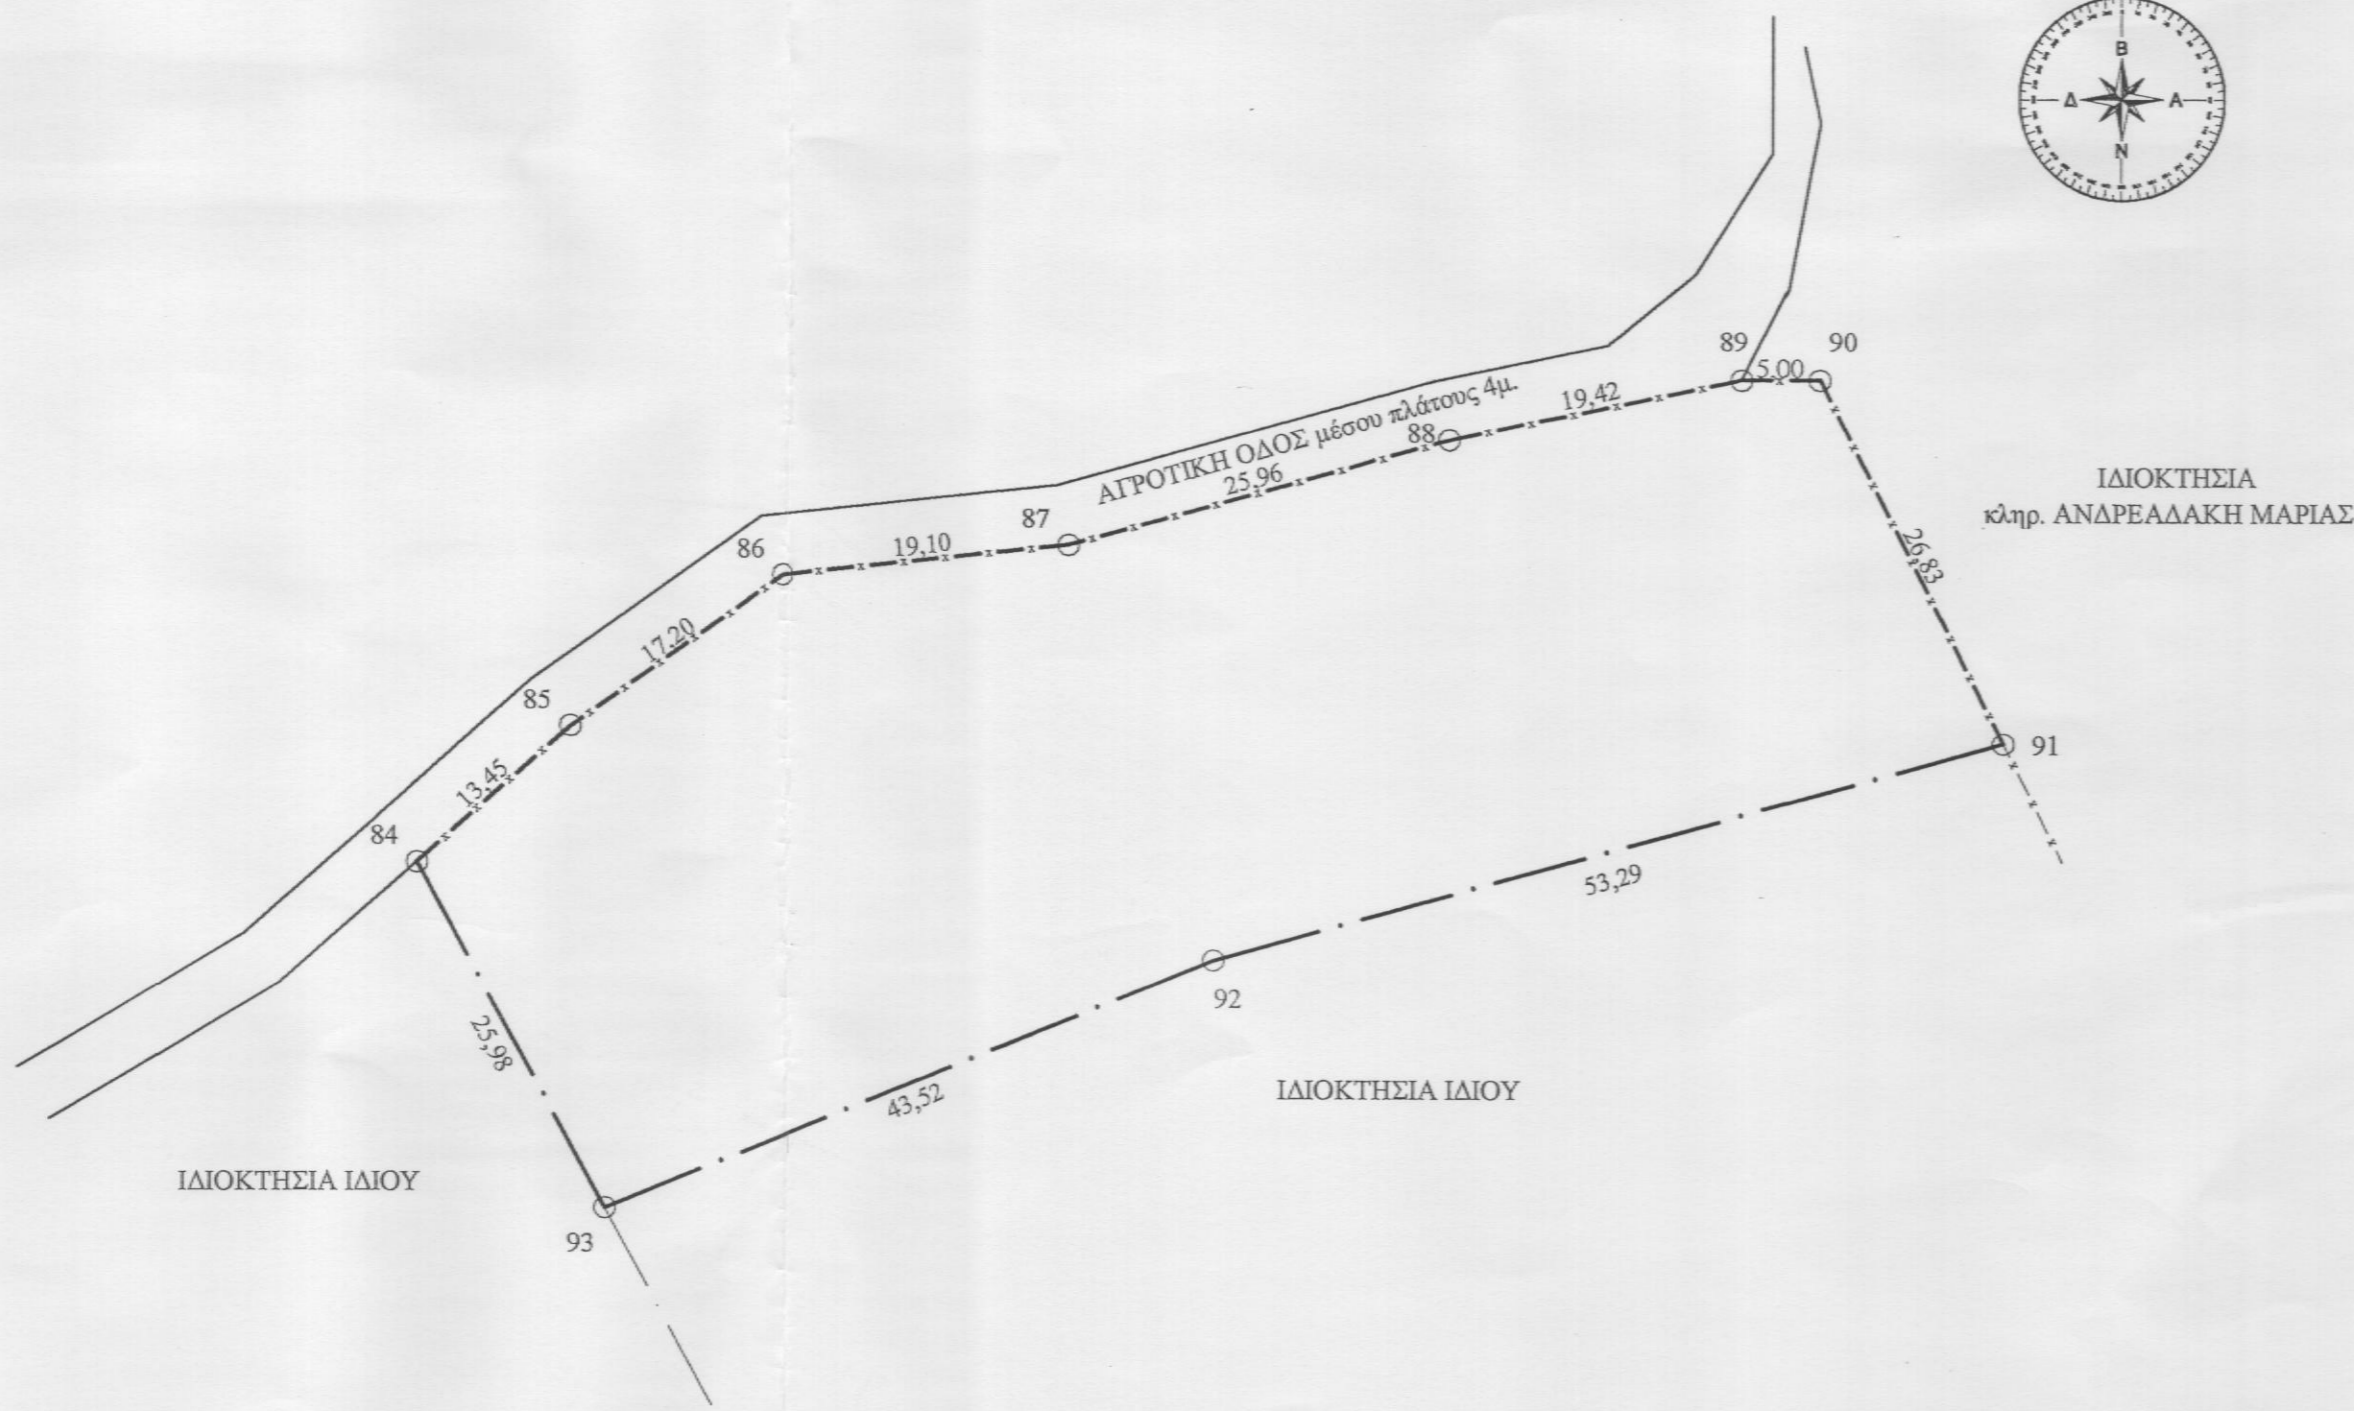 Β
Δ
Α
Ν
89
5,00
90
ΑΓΡΟΤΙΚΗ ΟΔΟΣ μέσου πλάτους 4μ.
19,42
88
25,96
87
19,10
86
ΙΔΙΟΚΤΗΣΙΑ
κληρ. ΑΝΔΡΕΑΔΑΚΗ ΜΑΡΙΑΣ
26,83
17,20
85
91
13,45
84
53,29
92
25,98
43,52
ΙΔΙΟΚΤΗΣΙΑ ΙΔΙΟΥ
ΙΔΙΟΚΤΗΣΙΑ ΙΔΙΟΥ
93